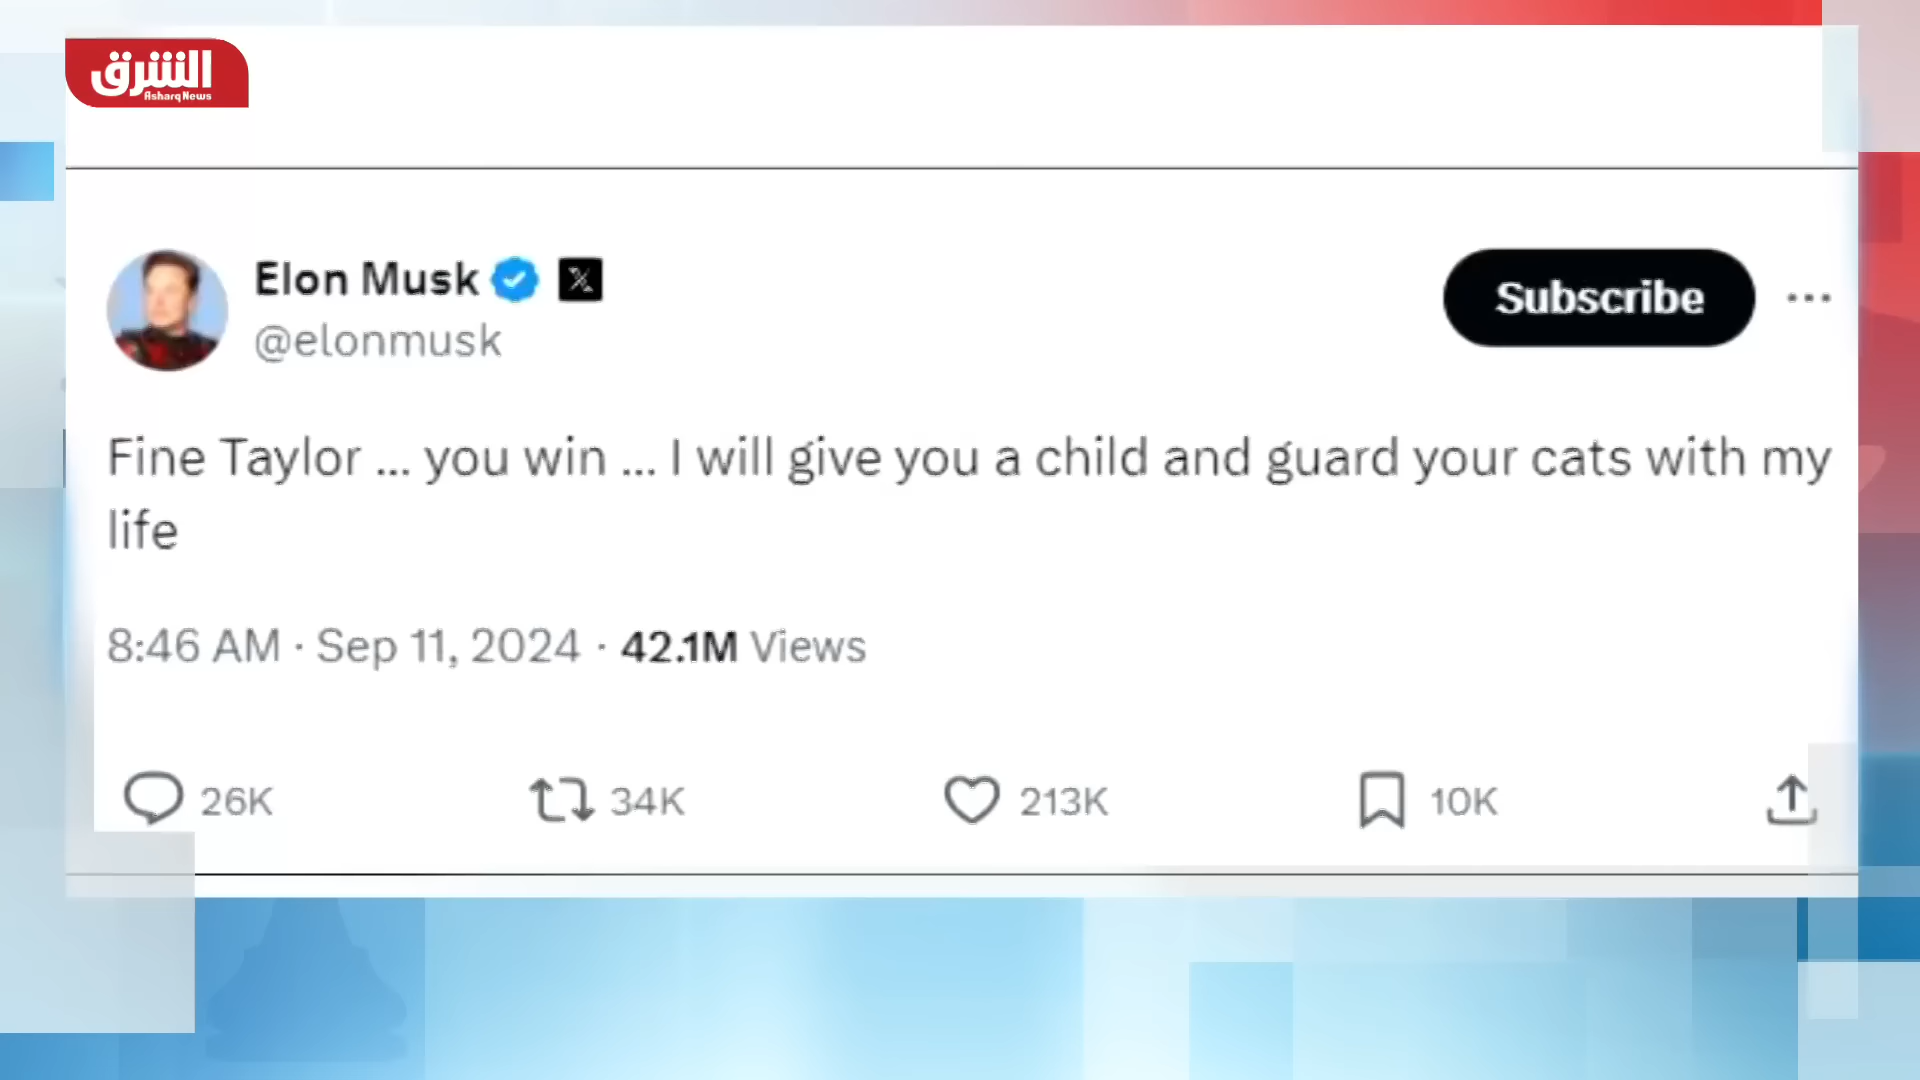 الشرق
Asharq News
Elon Musk
@elonmusk
Subscribe
Fine Taylor ... you win ... I will give you a child and guard your cats with my
life
8:46 AM · Sep 11, 2024 · 42.1M Views
26K 34K 213K 10K